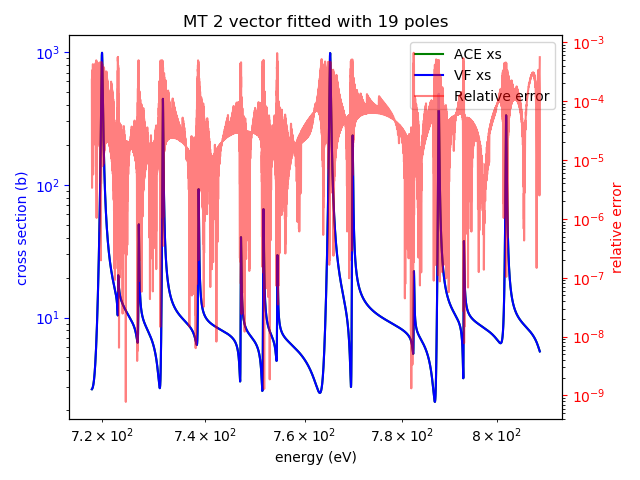 MT 2 vector fitted with 19 poles
ACE xs
VF xs
Relative error
cross section (b)
10³
10²
10¹
relative error
10⁻³
10⁻⁴
10⁻⁵
10⁻⁶
10⁻⁷
10⁻⁸
10⁻⁹
7.2 × 10² 7.4 × 10² 7.6 × 10² 7.8 × 10² 8 × 10²
energy (eV)